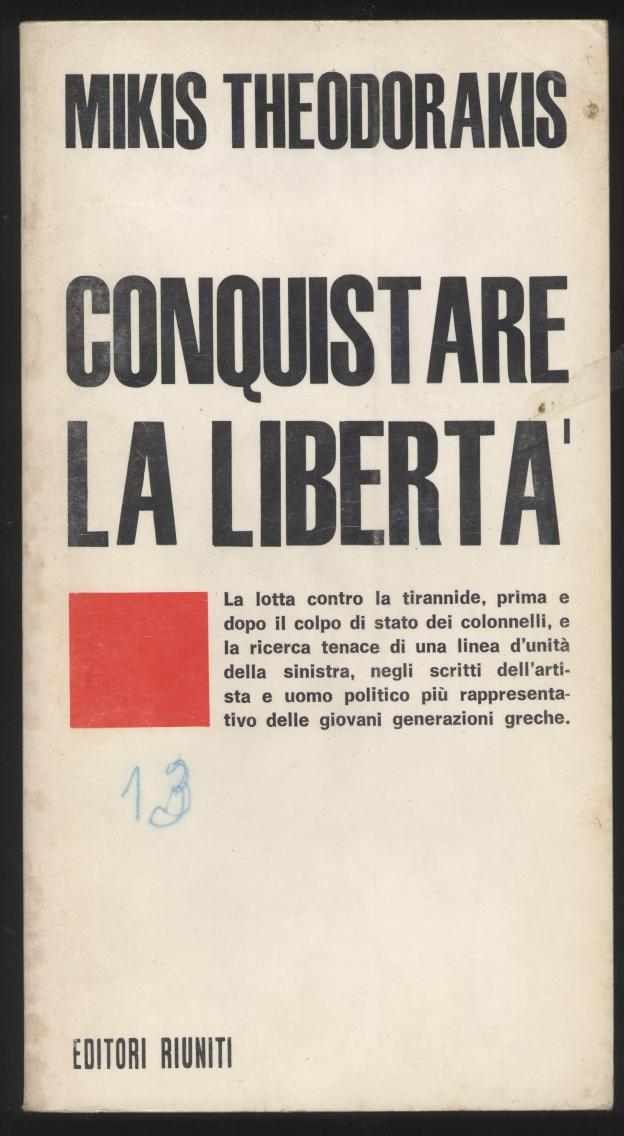 MIKIS THEODORAKIS
CONQUISTARE
LA LIBERTA'
La lotta contro la tirannide, prima e
dopo il colpo di stato dei colonnelli, e
la ricerca tenace di una linea d'unità
della sinistra, negli scritti dell'arti-
sta e uomo politico più rappresenta-
tivo delle giovani generazioni greche.
13
EDITORI RIUNITI